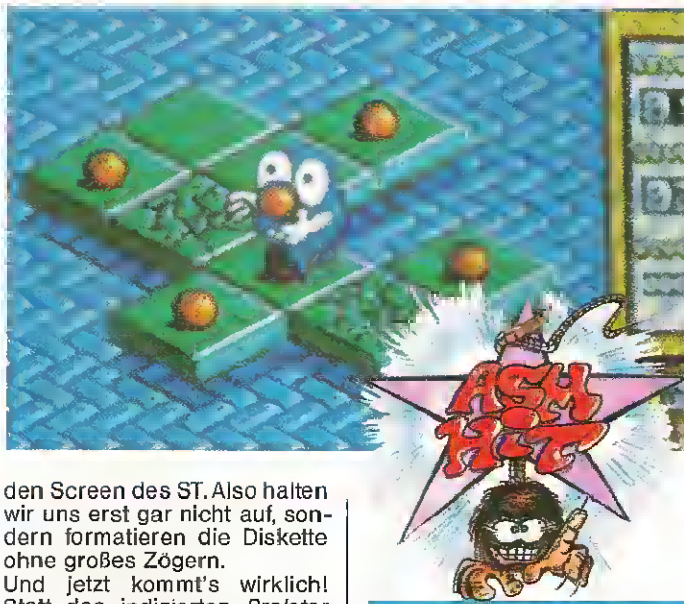 ASM
HIT
den Screen des ST. Also halten
wir uns erst gar nicht auf, son-
dern formatieren die Diskette
ohne großes Zögern.
Und jetzt kommt's wirklich!